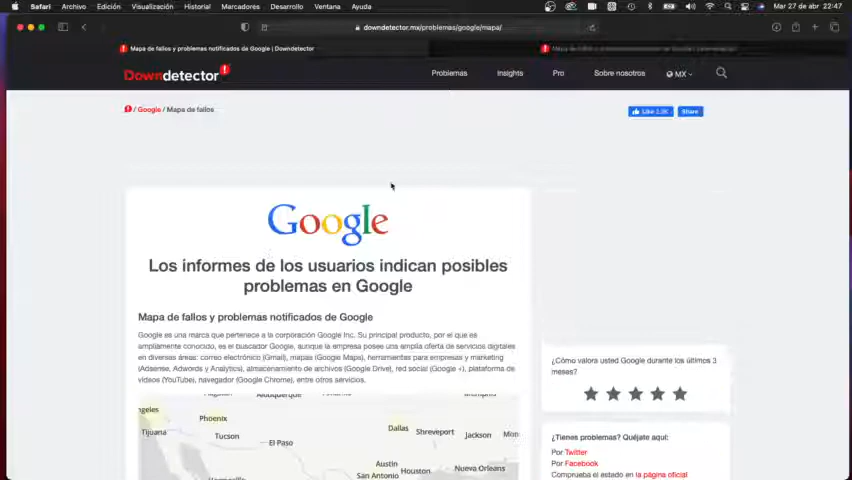 Safari Archivo Edición Visualización Historial Marcadores Desarrollo Ventana Ayuda Mar 27 de abr 22:47
downdetector.mx/problemas/google/mapa/
Mapa de fallos y problemas notificados de Google | Downdetector
Downdetector Problemas Insights Pro Sobre nosotros MX
/ Google / Mapa de fallos
Like Share
Google
Los informes de los usuarios indican posibles
problemas en Google
Mapa de fallos y problemas notificados de Google
Google es una marca que pertenece a la corporación Google Inc. Su principal producto, por el que es
ampliamente conocido, es el buscador Google, aunque la empresa posee una amplia oferta de servicios digitales
en diversas áreas: correo electrónico (Gmail), mapas (Google Maps), herramientas para empresas y marketing
(Adsense, Adwords y Analytics), almacenamiento de archivos (Google Drive), red social (Google +), plataforma de
vídeos (YouTube), navegador (Google Chrome), entre otros servicios.
¿Cómo valora usted Google durante los últimos 3
meses?
Albuquerque
Memphis
ngeles
Phoenix
Tijuana
Tucson
El Paso
Dallas
Shreveport
Jackson
Mon
Austin
San Antonio
Houston
Nueva Orleans
Hermosillo
¿Tienes problemas? Quéjate aquí:
Por Twitter
Por Facebook
Comprueba el estado en la página oficial